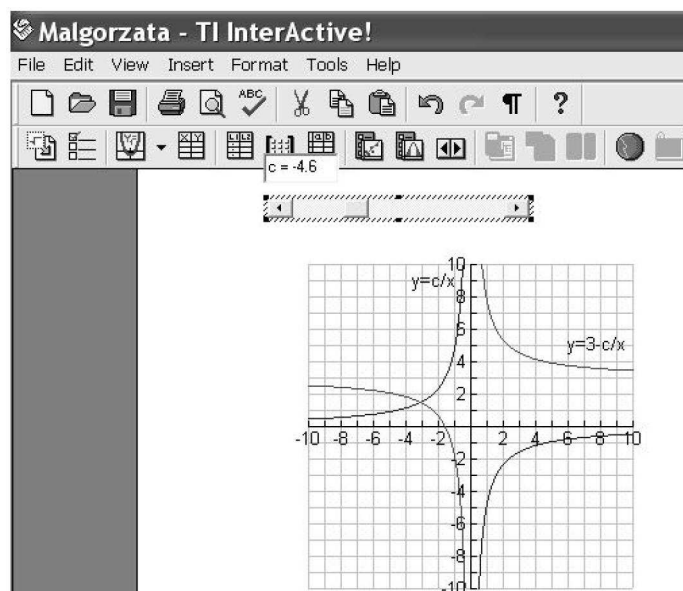 Malgorzata - TI InterActive!
File Edit View Insert Format Tools Help
ABC ?
c = -4.6
10
y=c/x
8
6
y=3-c/x
4
2
-10 -8 -6 -4 -2 2 4 6 8 10
-2
-4
-6
-8
-10